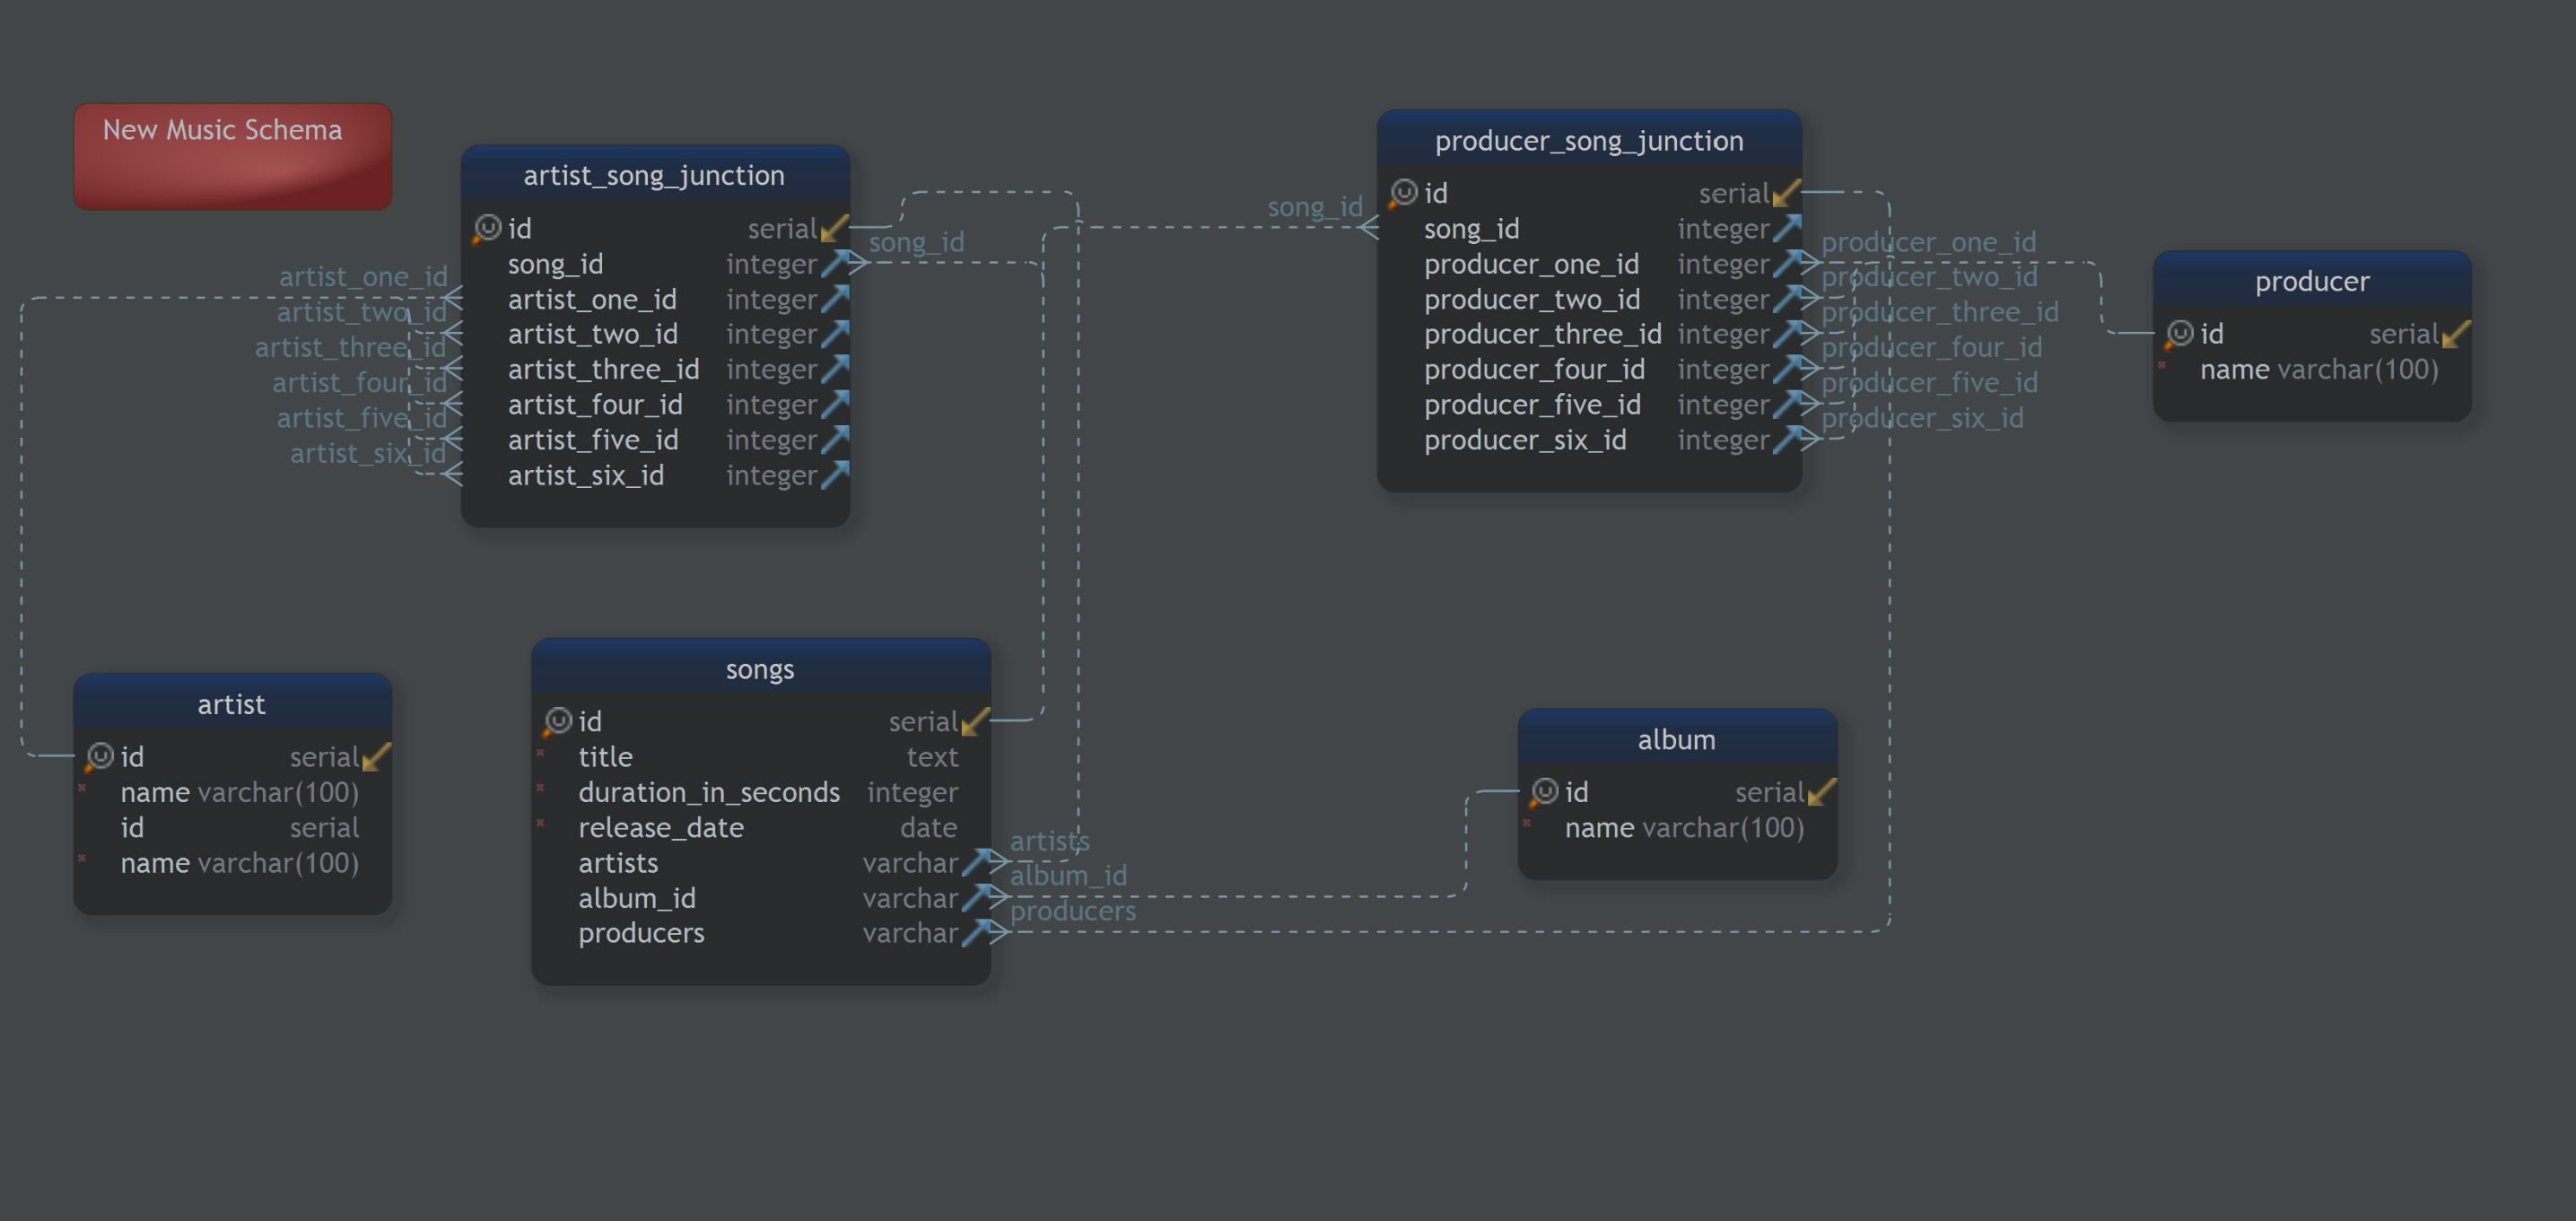 New Music Schema
artist_song_junction
id serial
song_id integer
artist_one_id integer
artist_two_id integer
artist_three_id integer
artist_four_id integer
artist_five_id integer
artist_six_id integer
artist_one_id
artist_two_id
artist_three_id
artist_four_id
artist_five_id
artist_six_id
song_id
song_id
producer_song_junction
id serial
song_id integer
producer_one_id integer
producer_two_id integer
producer_three_id integer
producer_four_id integer
producer_five_id integer
producer_six_id integer
producer_one_id
producer_two_id
producer_three_id
producer_four_id
producer_five_id
producer_six_id
producer
id serial
name varchar(100)
artist
id serial
name varchar(100)
id serial
name varchar(100)
songs
id serial
title text
duration_in_seconds integer
release_date date
artists varchar
album_id varchar
producers varchar
artists
album_id
producers
album
id serial
name varchar(100)